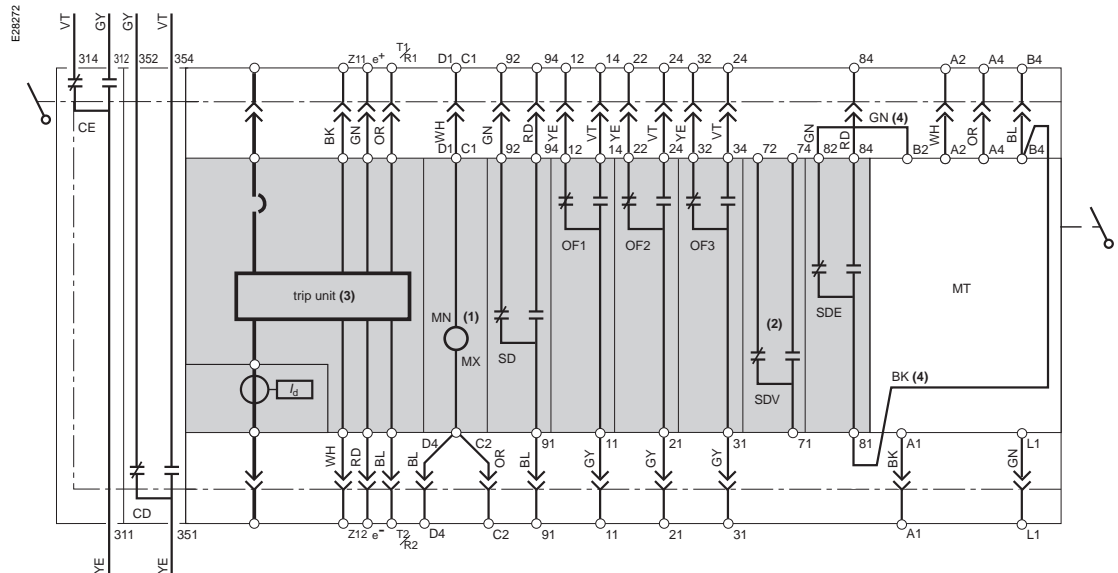 E28272
VT GY GY VT
314 312 352 354
Z11 e+ T1/R1 D1 C1 92 94 12 14 22 24 32 24 84 A2 A4 B4
CE
BK GN OR WH GN RD YE VT YE VT YE VT GN RD GN (4) WH OR BL
D1 C1 92 94 12 14 22 24 32 34 72 74 82 84 B2 A2 A4 B4
OF1 OF2 OF3
trip unit (3)
MN (1)
MX
SD
(2)
SDE
MT
SDV
BK (4)
Id
D4 C2 91 11 21 31 71 81 A1 L1
WH RD BL BL OR BL GY GY GY BK GN
CD
311 351
Z12 e- T2/R2 D4 C2 91 11 21 31 A1 L1
YE YE